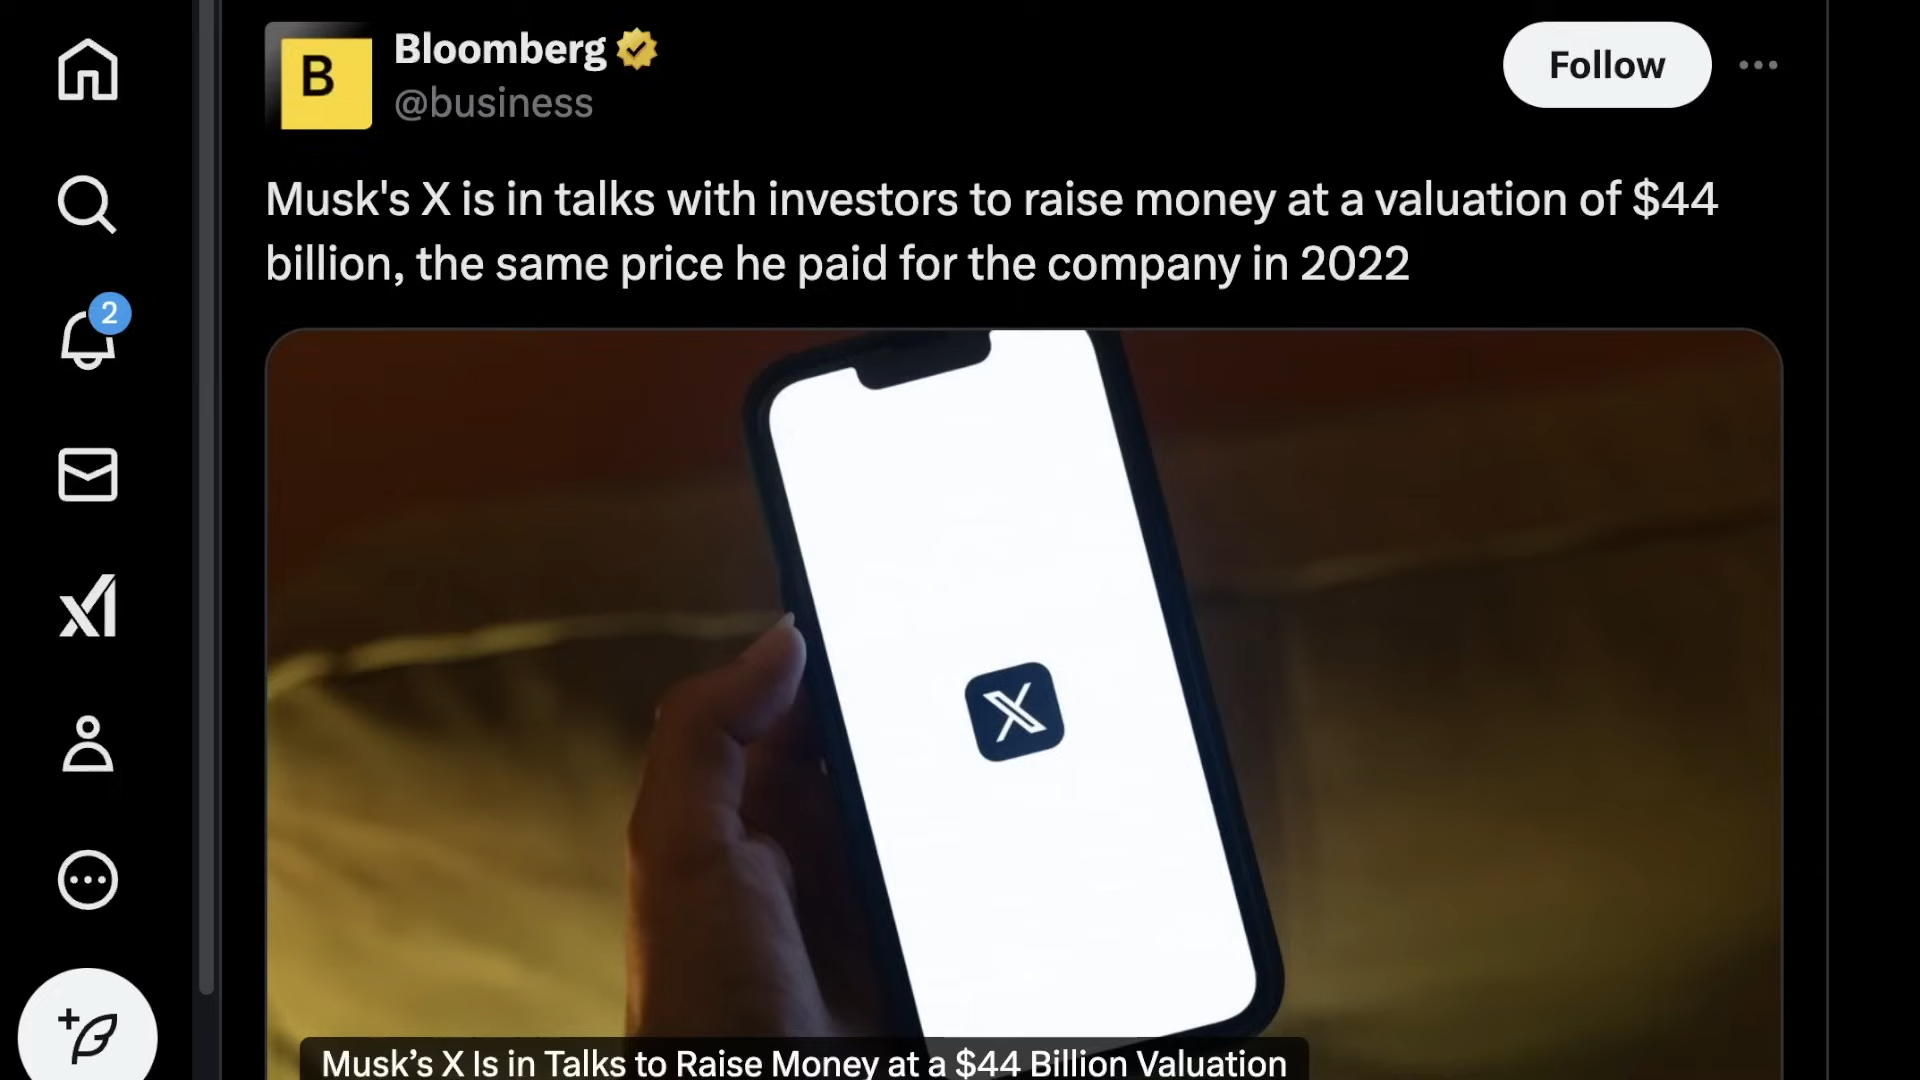 Bloomberg
@business
Follow
Musk's X is in talks with investors to raise money at a valuation of $44
billion, the same price he paid for the company in 2022
2
B
X
Musk’s X Is in Talks to Raise Money at a $44 Billion Valuation